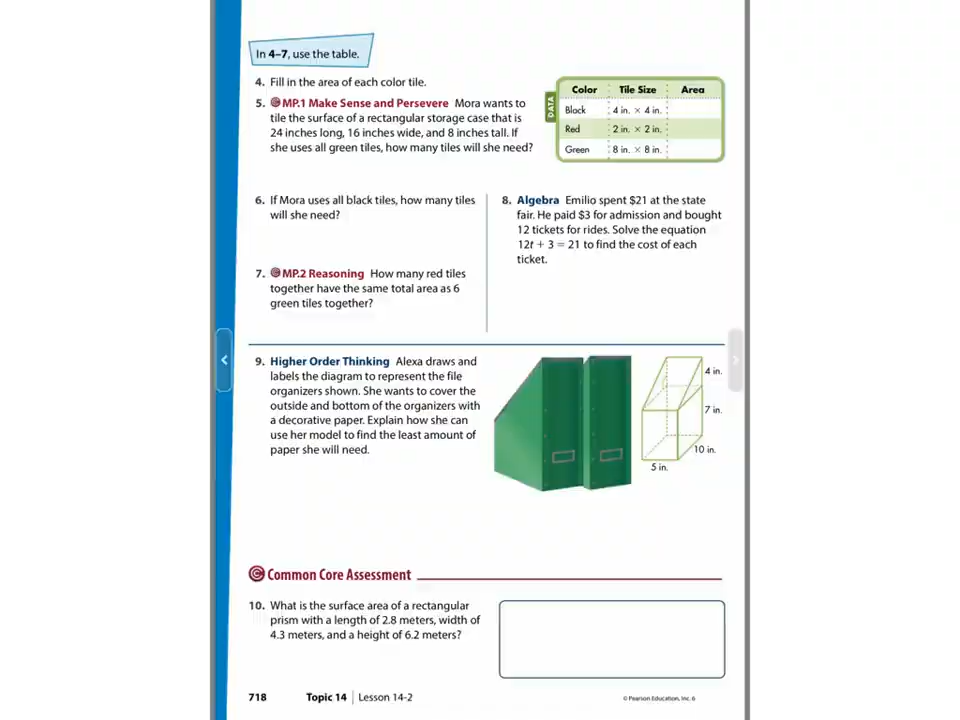 In 4–7, use the table.
4. Fill in the area of each color tile.
5. MP.1 Make Sense and Persevere Mora wants to
tile the surface of a rectangular storage case that is
24 inches long, 16 inches wide, and 8 inches tall. If
she uses all green tiles, how many tiles will she need?
DATA
Color Tile Size Area
Black 4 in. × 4 in.
Red 2 in. × 2 in.
Green 8 in. × 8 in.
6. If Mora uses all black tiles, how many tiles
will she need?
7. MP.2 Reasoning How many red tiles
together have the same total area as 6
green tiles together?
8. Algebra Emilio spent $21 at the state
fair. He paid $3 for admission and bought
12 tickets for rides. Solve the equation
12t + 3 = 21 to find the cost of each
ticket.
9. Higher Order Thinking Alexa draws and
labels the diagram to represent the file
organizers shown. She wants to cover the
outside and bottom of the organizers with
a decorative paper. Explain how she can
use her model to find the least amount of
paper she will need.
4 in.
7 in.
10 in.
5 in.
Common Core Assessment
10. What is the surface area of a rectangular
prism with a length of 2.8 meters, width of
4.3 meters, and a height of 6.2 meters?
718 Topic 14 | Lesson 14-2
© Pearson Education, Inc. 6